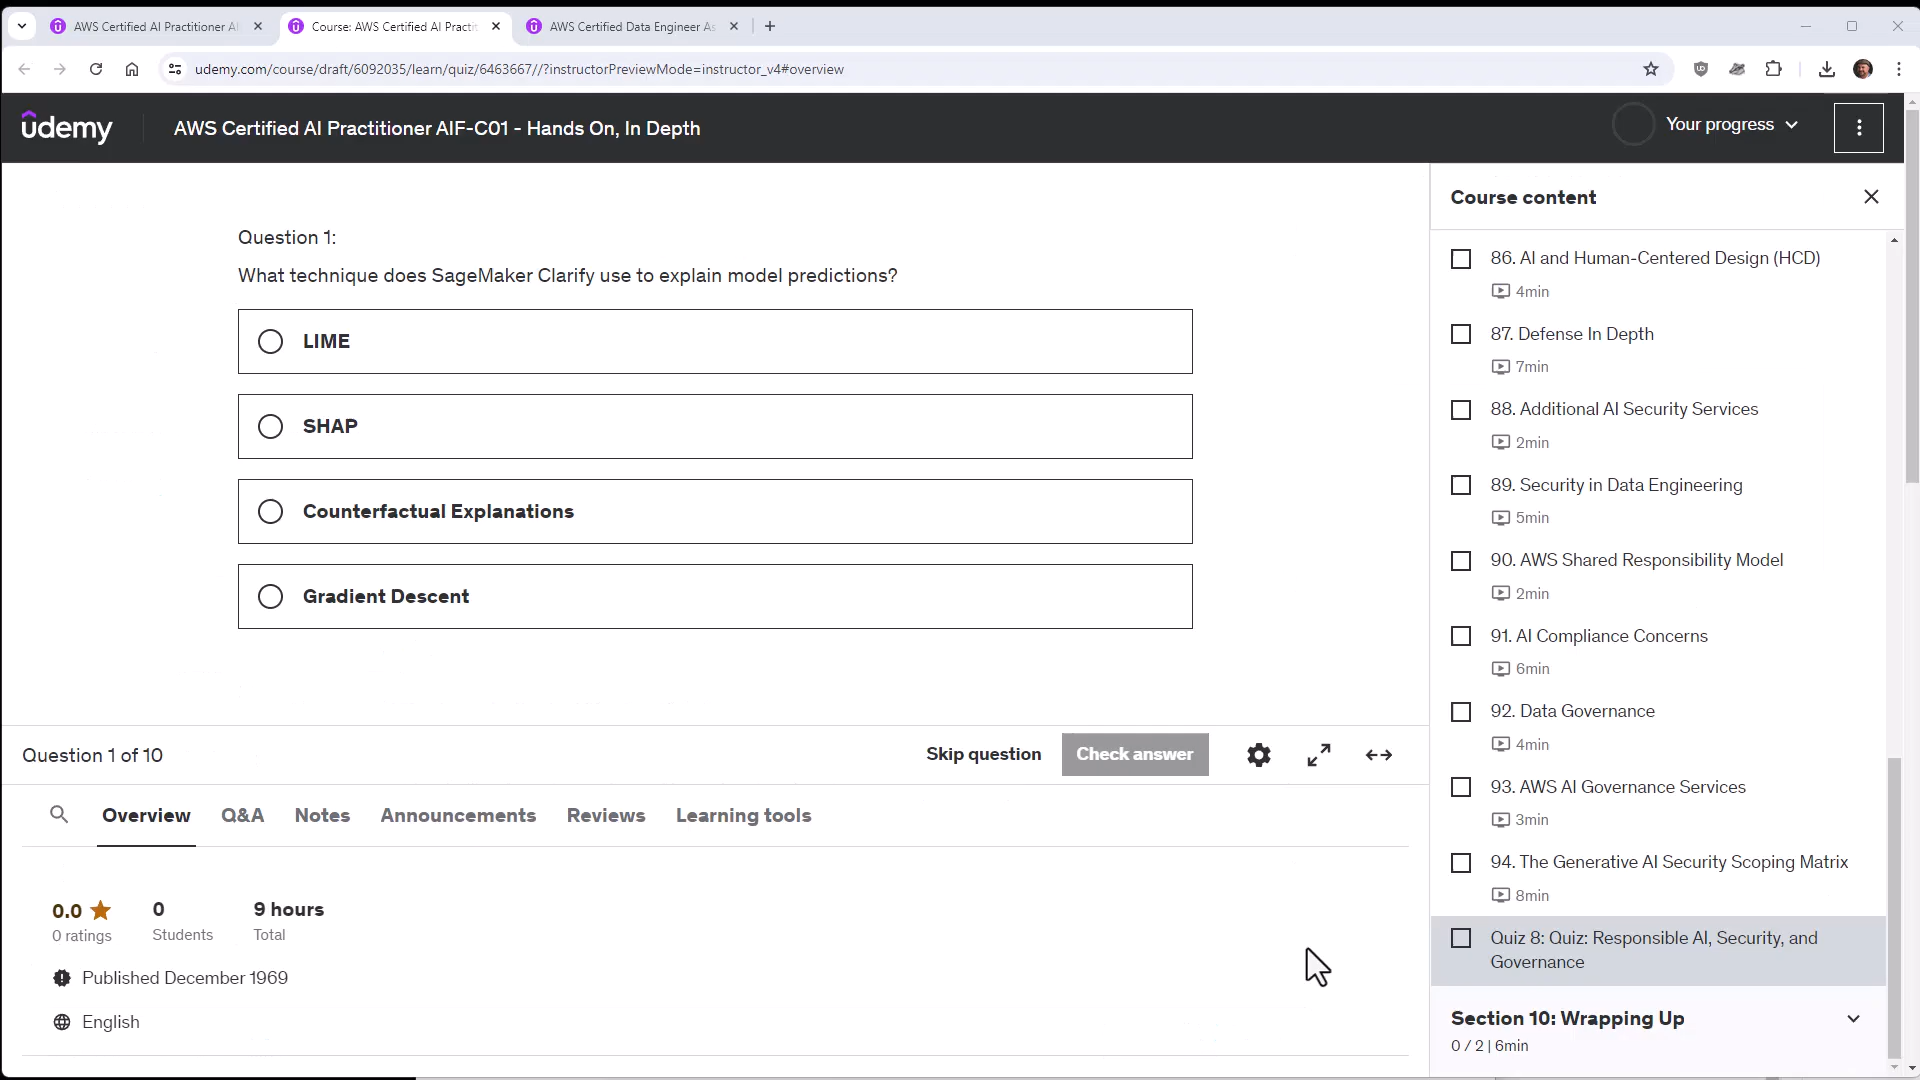 AWS Certified AI Practitioner AI
Course: AWS Certified AI Practit
AWS Certified Data Engineer As
udemy.com/course/draft/6092035/learn/quiz/6463667//?instructorPreviewMode=instructor_v4#overview
udemy
AWS Certified AI Practitioner AIF-C01 - Hands On, In Depth
Your progress
Question 1:
What technique does SageMaker Clarify use to explain model predictions?
LIME
SHAP
Counterfactual Explanations
Gradient Descent
Question 1 of 10
Skip question
Check answer
Overview
Q&A
Notes
Announcements
Reviews
Learning tools
0.0
0 ratings
0
Students
9 hours
Total
Published December 1969
English
Course content
86. AI and Human-Centered Design (HCD)
4min
87. Defense In Depth
7min
88. Additional AI Security Services
2min
89. Security in Data Engineering
5min
90. AWS Shared Responsibility Model
2min
91. AI Compliance Concerns
6min
92. Data Governance
4min
93. AWS AI Governance Services
3min
94. The Generative AI Security Scoping Matrix
8min
Quiz 8: Quiz: Responsible AI, Security, and
Governance
Section 10: Wrapping Up
0 / 2 | 6min